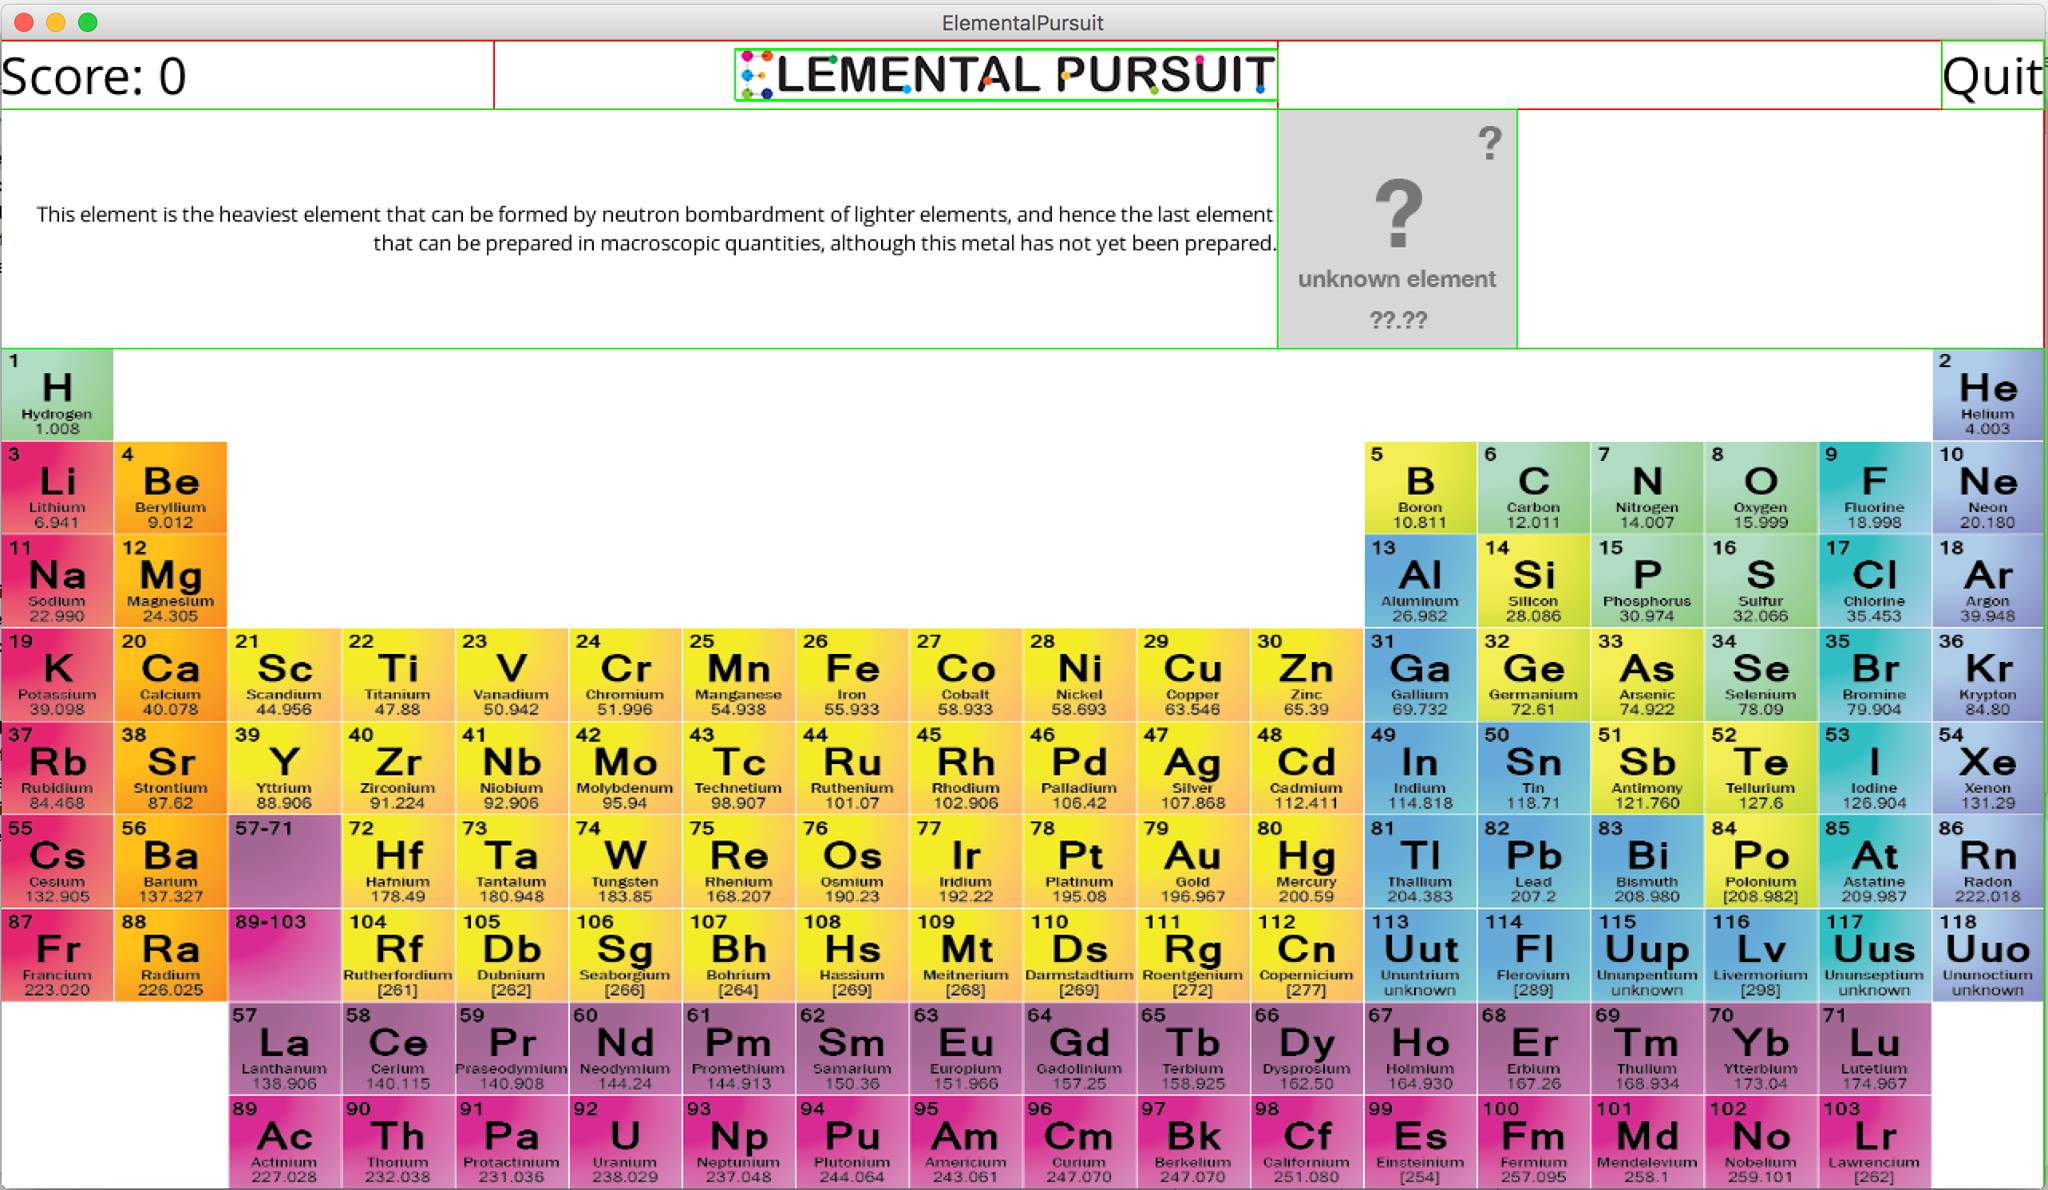 ElementalPursuit
Score: 0
ELEMENTAL PURSUIT
Quit
This element is the heaviest element that can be formed by neutron bombardment of lighter elements, and hence the last element
that can be prepared in macroscopic quantities, although this metal has not yet been prepared.
?
?
unknown element
??.??
1 2
H He
Hydrogen Helium
1.008 4.003
3 4 5 6 7 8 9 10
Li Be B C N O F Ne
Lithium Beryllium Boron Carbon Nitrogen Oxygen Fluorine Neon
6.941 9.012 10.811 12.011 14.007 15.999 18.998 20.180
11 12 13 14 15 16 17 18
Na Mg Al Si P S Cl Ar
Sodium Magnesium Aluminum Silicon Phosphorus Sulfur Chlorine Argon
22.990 24.305 26.982 28.086 30.974 32.066 35.453 39.948
19 20 21 22 23 24 25 26 27 28 29 30 31 32 33 34 35 36
K Ca Sc Ti V Cr Mn Fe Co Ni Cu Zn Ga Ge As Se Br Kr
Potassium Calcium Scandium Titanium Vanadium Chromium Manganese Iron Cobalt Nickel Copper Zinc Gallium Germanium Arsenic Selenium Bromine Krypton
39.098 40.078 44.956 47.88 50.942 51.996 54.938 55.933 58.933 58.693 63.546 65.39 69.732 72.61 74.922 78.09 79.904 84.80
37 38 39 40 41 42 43 44 45 46 47 48 49 50 51 52 53 54
Rb Sr Y Zr Nb Mo Tc Ru Rh Pd Ag Cd In Sn Sb Te I Xe
Rubidium Strontium Yttrium Zirconium Niobium Molybdenum Technetium Ruthenium Rhodium Palladium Silver Cadmium Indium Tin Antimony Tellurium Iodine Xenon
84.468 87.62 88.906 91.224 92.906 95.94 98.907 101.07 102.906 106.42 107.868 112.411 114.818 118.71 121.760 127.6 126.904 131.29
55 56 57-71 72 73 74 75 76 77 78 79 80 81 82 83 84 85 86
Cs Ba Hf Ta W Re Os Ir Pt Au Hg Tl Pb Bi Po At Rn
Cesium Barium Hafnium Tantalum Tungsten Rhenium Osmium Iridium Platinum Gold Mercury Thallium Lead Bismuth Polonium Astatine Radon
132.905 137.327 178.49 180.948 183.85 168.207 190.23 192.22 195.08 196.967 200.59 204.383 207.2 208.980 [208.982] 209.987 222.018
87 88 89-103 104 105 106 107 108 109 110 111 112 113 114 115 116 117 118
Fr Ra Rf Db Sg Bh Hs Mt Ds Rg Cn Uut Fl Uup Lv Uus Uuo
Francium Radium Rutherfordium Dubnium Seaborgium Bohrium Hassium Meitnerium Darmstadtium Roentgenium Copernicium Ununtrium Flerovium Ununpentium Livermorium Ununseptium Ununoctium
223.020 226.025 [261] [262] [266] [264] [269] [268] [269] [272] [277] unknown [289] unknown [298] unknown unknown
57 58 59 60 61 62 63 64 65 66 67 68 69 70 71
La Ce Pr Nd Pm Sm Eu Gd Tb Dy Ho Er Tm Yb Lu
Lanthanum Cerium Praseodymium Neodymium Promethium Samarium Europium Gadolinium Terbium Dysprosium Holmium Erbium Thulium Ytterbium Lutetium
138.906 140.115 140.908 144.24 144.913 150.36 151.966 157.25 158.925 162.50 164.930 167.26 168.934 173.04 174.967
89 90 91 92 93 94 95 96 97 98 99 100 101 102 103
Ac Th Pa U Np Pu Am Cm Bk Cf Es Fm Md No Lr
Actinium Thorium Protactinium Uranium Neptunium Plutonium Americium Curium Berkelium Californium Einsteinium Fermium Mendelevium Nobelium Lawrencium
227.028 232.038 231.036 238.029 237.048 244.064 243.061 247.070 247.070 251.080 [254] 257.095 258.1 259.101 [262]